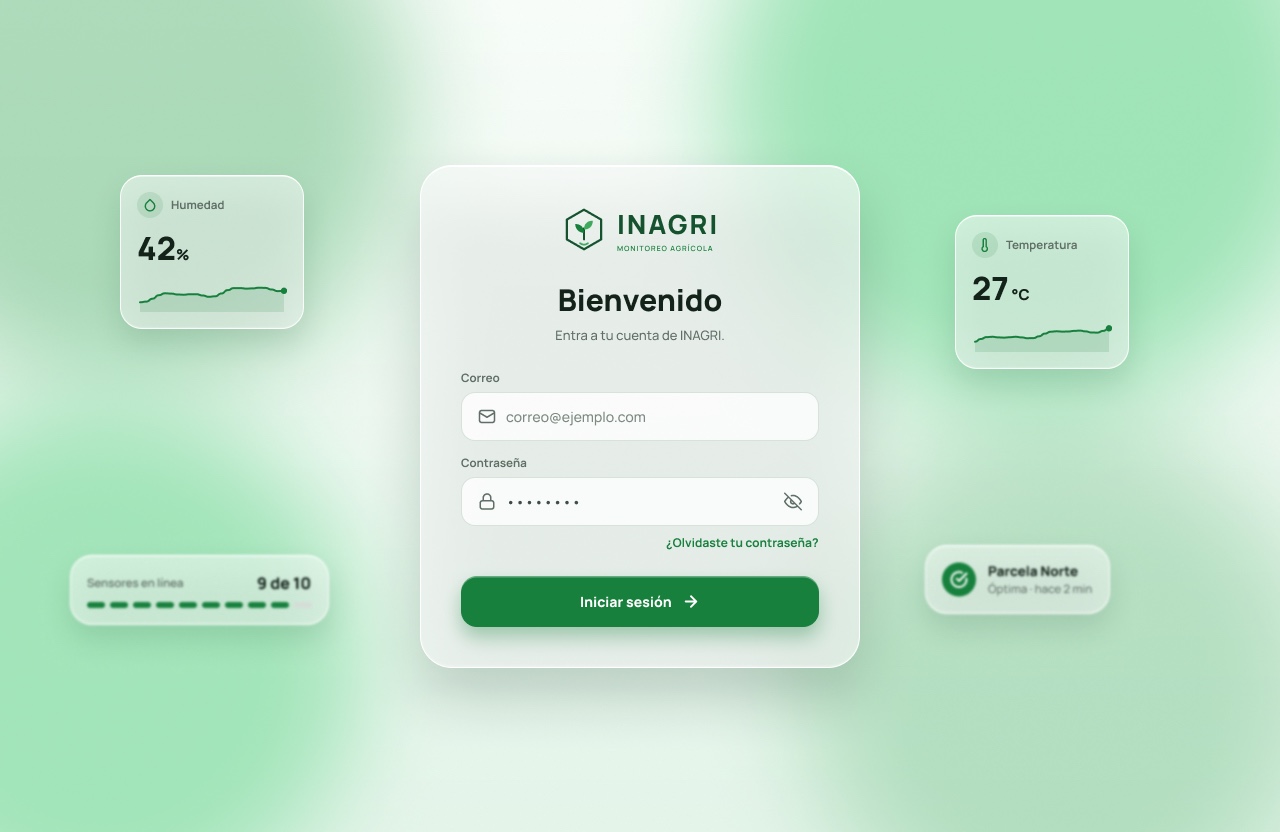 INAGRI
MONITOREO AGRÍCOLA
Bienvenido
Entra a tu cuenta de INAGRI.
Correo
correo@ejemplo.com
Contraseña
••••••••
¿Olvidaste tu contraseña?
Iniciar sesión
Humedad
42%
Sensores en línea
9 de 10
Temperatura
27 °C
Parcela Norte
Óptima · hace 2 min